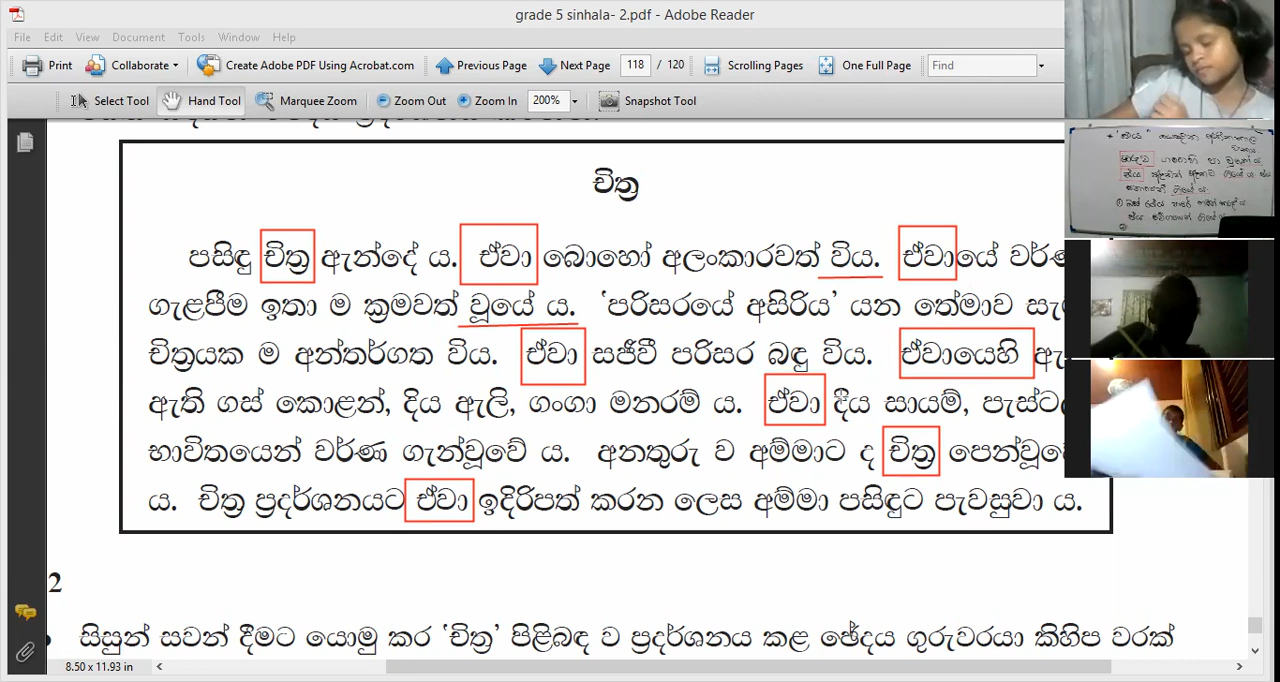 grade 5 sinhala- 2.pdf - Adobe Reader
File Edit View Document Tools Window Help
Print Collaborate Create Adobe PDF Using Acrobat.com Previous Page Next Page 118 / 120 Scrolling Pages One Full Page Find
Select Tool Hand Tool Marquee Zoom Zoom Out Zoom In 200% Snapshot Tool
චිත්‍ර
පසිඳු චිත්‍ර ඇන්දේ ය. ඒවා බොහෝ අලංකාරවත් විය. ඒවායේ
ගැළපීම ඉතා ම ක්‍රමවත් වූයේ ය. ‘පරිසරයේ අසිරිය’ යන තේමාව
චිත්‍රයක ම අන්තර්ගත විය. ඒවා සජීවී පරිසර බඳු විය. ඒවායෙහි
ඇති ගස් කොළන්, දිය ඇලි, ගංගා මනරම් ය. ඒවා දිය සායම්,
භාවිතයෙන් වර්ණ ගැන්වූවේ ය. අනතුරු ව අම්මාට ද චිත්‍ර
ය. චිත්‍ර ප්‍රදර්ශනයට ඒවා ඉදිරිපත් කරන ලෙස අම්මා පසිඳුට පැවසුවා ය.
2
සිසුන් සවන් දීමට යොමු කර ‘චිත්‍ර’ පිළිබඳ ව ප්‍රදර්ශනය කළ ඡේදය ගුරුවරයා කිහිප වරක්
8.50 x 11.93 in